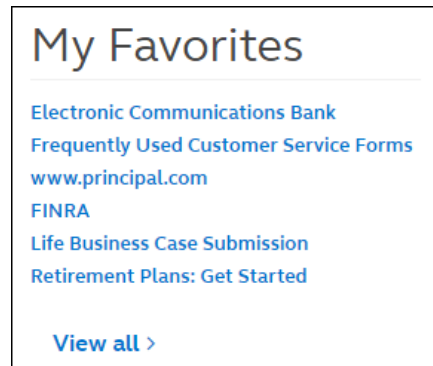 My Favorites
Electronic Communications Bank
Frequently Used Customer Service Forms
www.principal.com
FINRA
Life Business Case Submission
Retirement Plans: Get Started
View all >